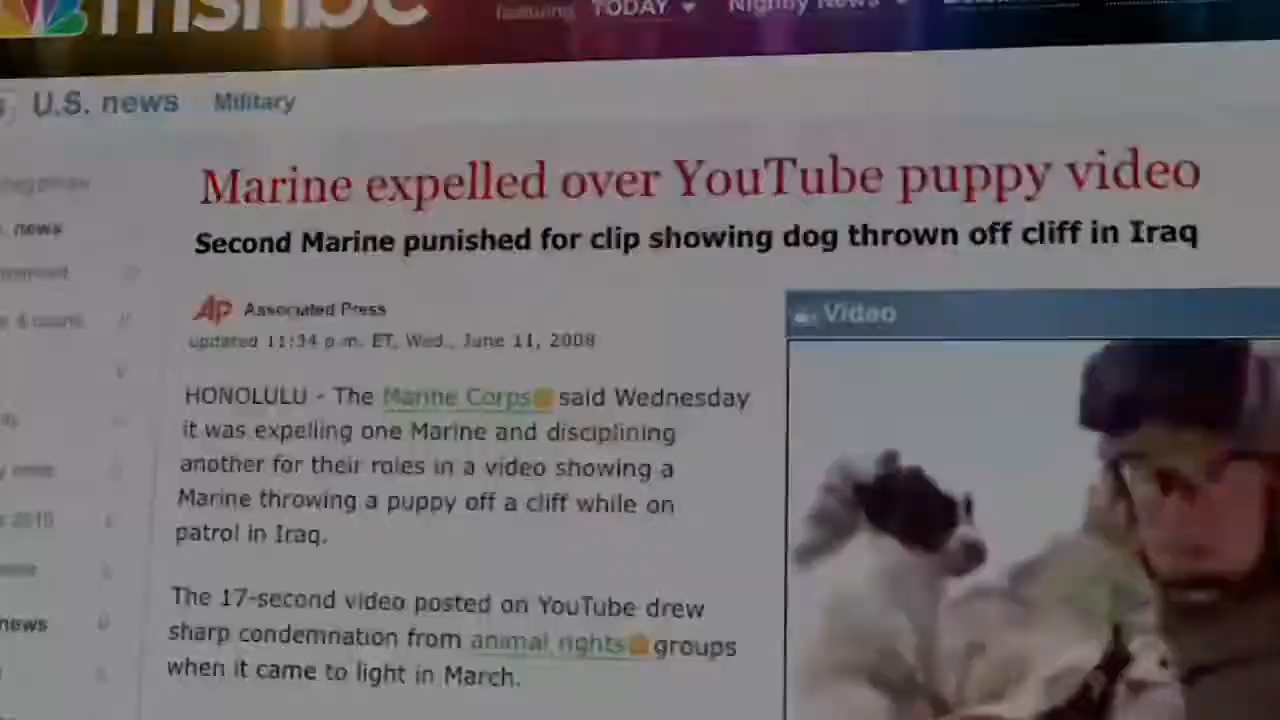 msnbc
featuring TODAY Nightly News
U.S. news Military
Marine expelled over YouTube puppy video
news
Second Marine punished for clip showing dog thrown off cliff in Iraq
Associated Press
Video
updated 11:34 p.m. ET, Wed., June 11, 2008
HONOLULU - The Marine Corps said Wednesday
it was expelling one Marine and disciplining
another for their roles in a video showing a
Marine throwing a puppy off a cliff while on
patrol in Iraq.
The 17-second video posted on YouTube drew
news
sharp condemnation from animal rights groups
when it came to light in March.